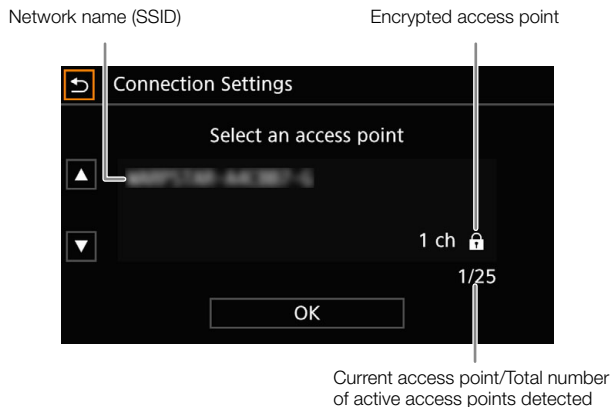 Network name (SSID)
Encrypted access point
Connection Settings
Select an access point
1 ch
1/25
OK
Current access point/Total number
of active access points detected